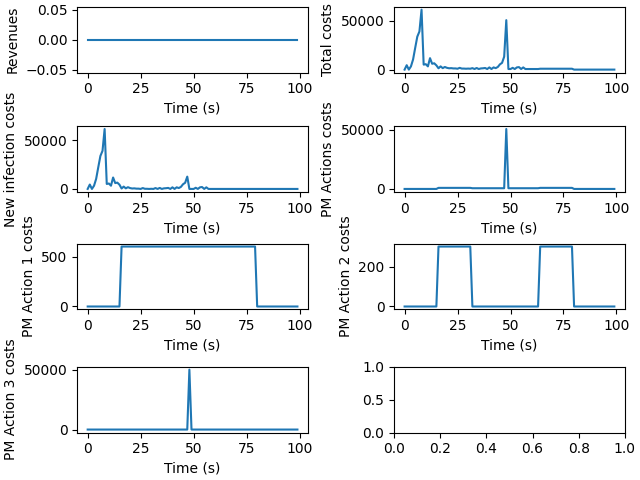 Revenues
0.05
0.00
−0.05
0 25 50 75 100
Time (s)
Total costs
50000
0
0 25 50 75 100
Time (s)
New infection costs
50000
0
0 25 50 75 100
Time (s)
PM Actions costs
50000
0
0 25 50 75 100
Time (s)
PM Action 1 costs
500
0
0 25 50 75 100
Time (s)
PM Action 2 costs
200
0
0 25 50 75 100
Time (s)
PM Action 3 costs
50000
0
0 25 50 75 100
Time (s)
1.0
0.5
0.0
0.0 0.2 0.4 0.6 0.8 1.0